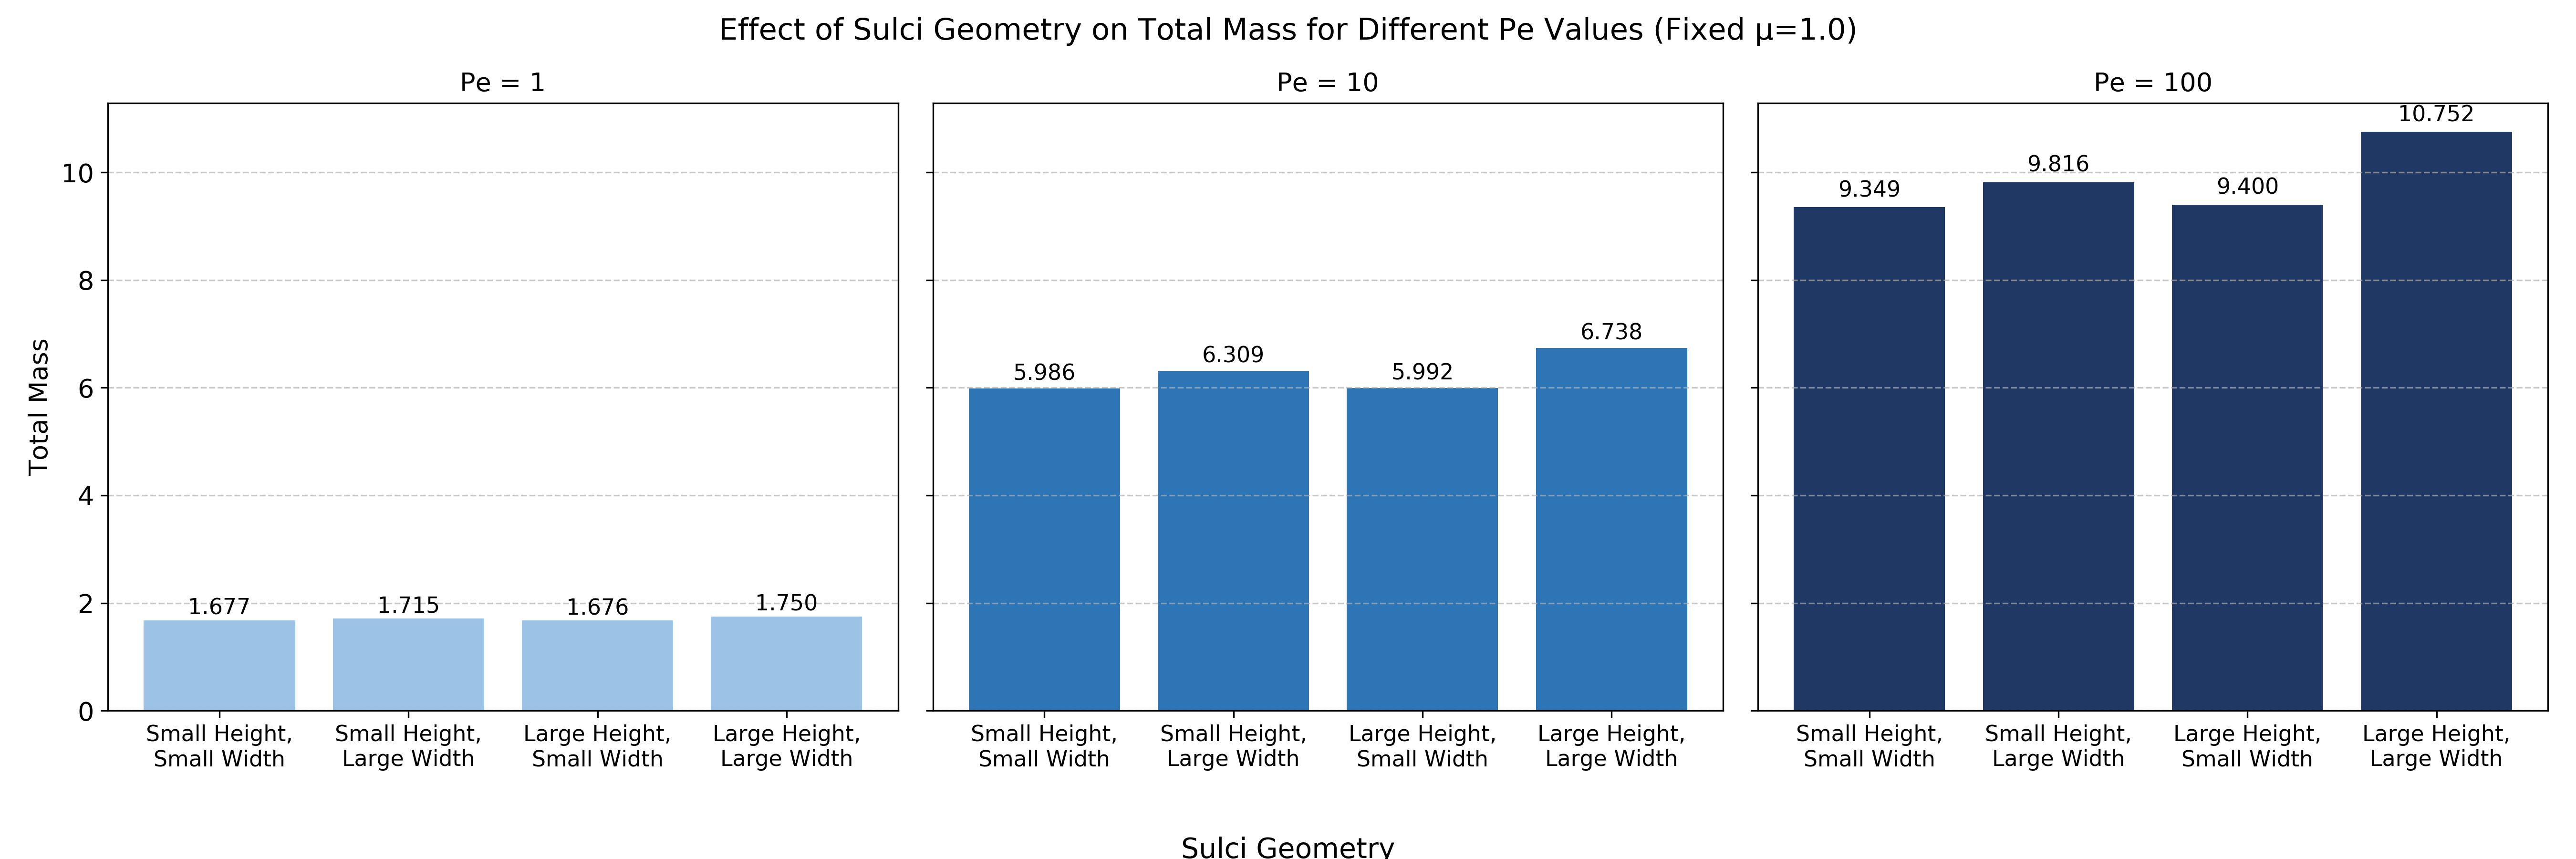 Effect of Sulci Geometry on Total Mass for Different Pe Values (Fixed μ=1.0)
Pe = 1
Pe = 10
Pe = 100
Total Mass
10
8
6
4
2
0
1.677
1.715
1.676
1.750
5.986
6.309
5.992
6.738
9.349
9.816
9.400
10.752
Small Height,
Small Width
Small Height,
Large Width
Large Height,
Small Width
Large Height,
Large Width
Small Height,
Small Width
Small Height,
Large Width
Large Height,
Small Width
Large Height,
Large Width
Small Height,
Small Width
Small Height,
Large Width
Large Height,
Small Width
Large Height,
Large Width
Sulci Geometry